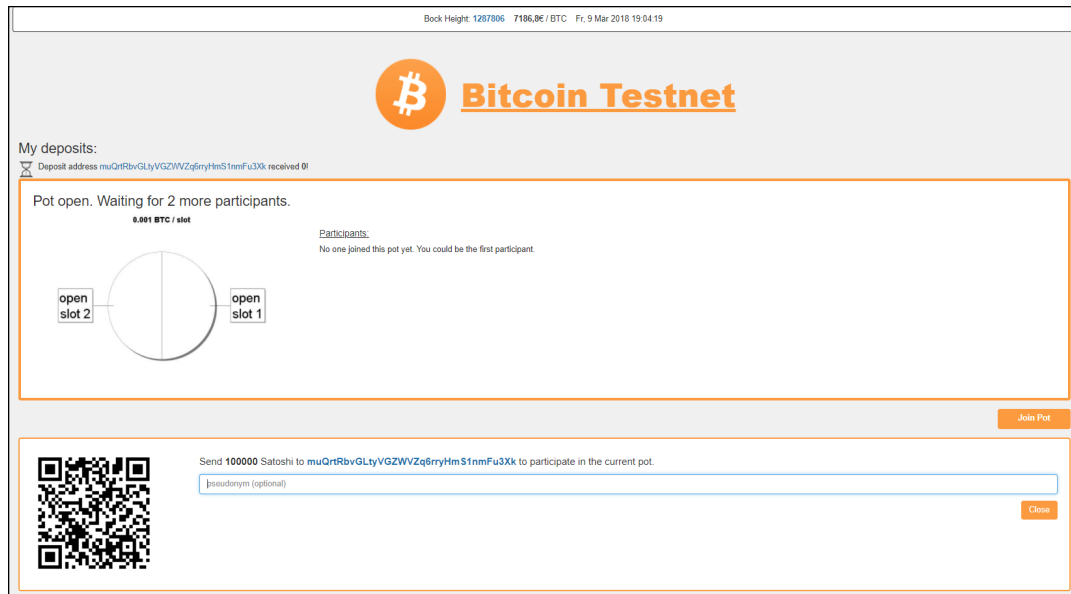 Bock Height: 1287806 7186,8€ / BTC Fr, 9 Mär 2018 19:04:19
Bitcoin Testnet
My deposits:
Deposit address muQrtRbvGLtyVGZWVZq6rryHmS1nmFu3Xk received 0!
Pot open. Waiting for 2 more participants.
0.001 BTC / slot
Participants:
No one joined this pot yet. You could be the first participant.
open
slot 2
open
slot 1
Join Pot
Send 100000 Satoshi to muQrtRbvGLtyVGZWVZq6rryHmS1nmFu3Xk to participate in the current pot.
pseudonym (optional)
Close